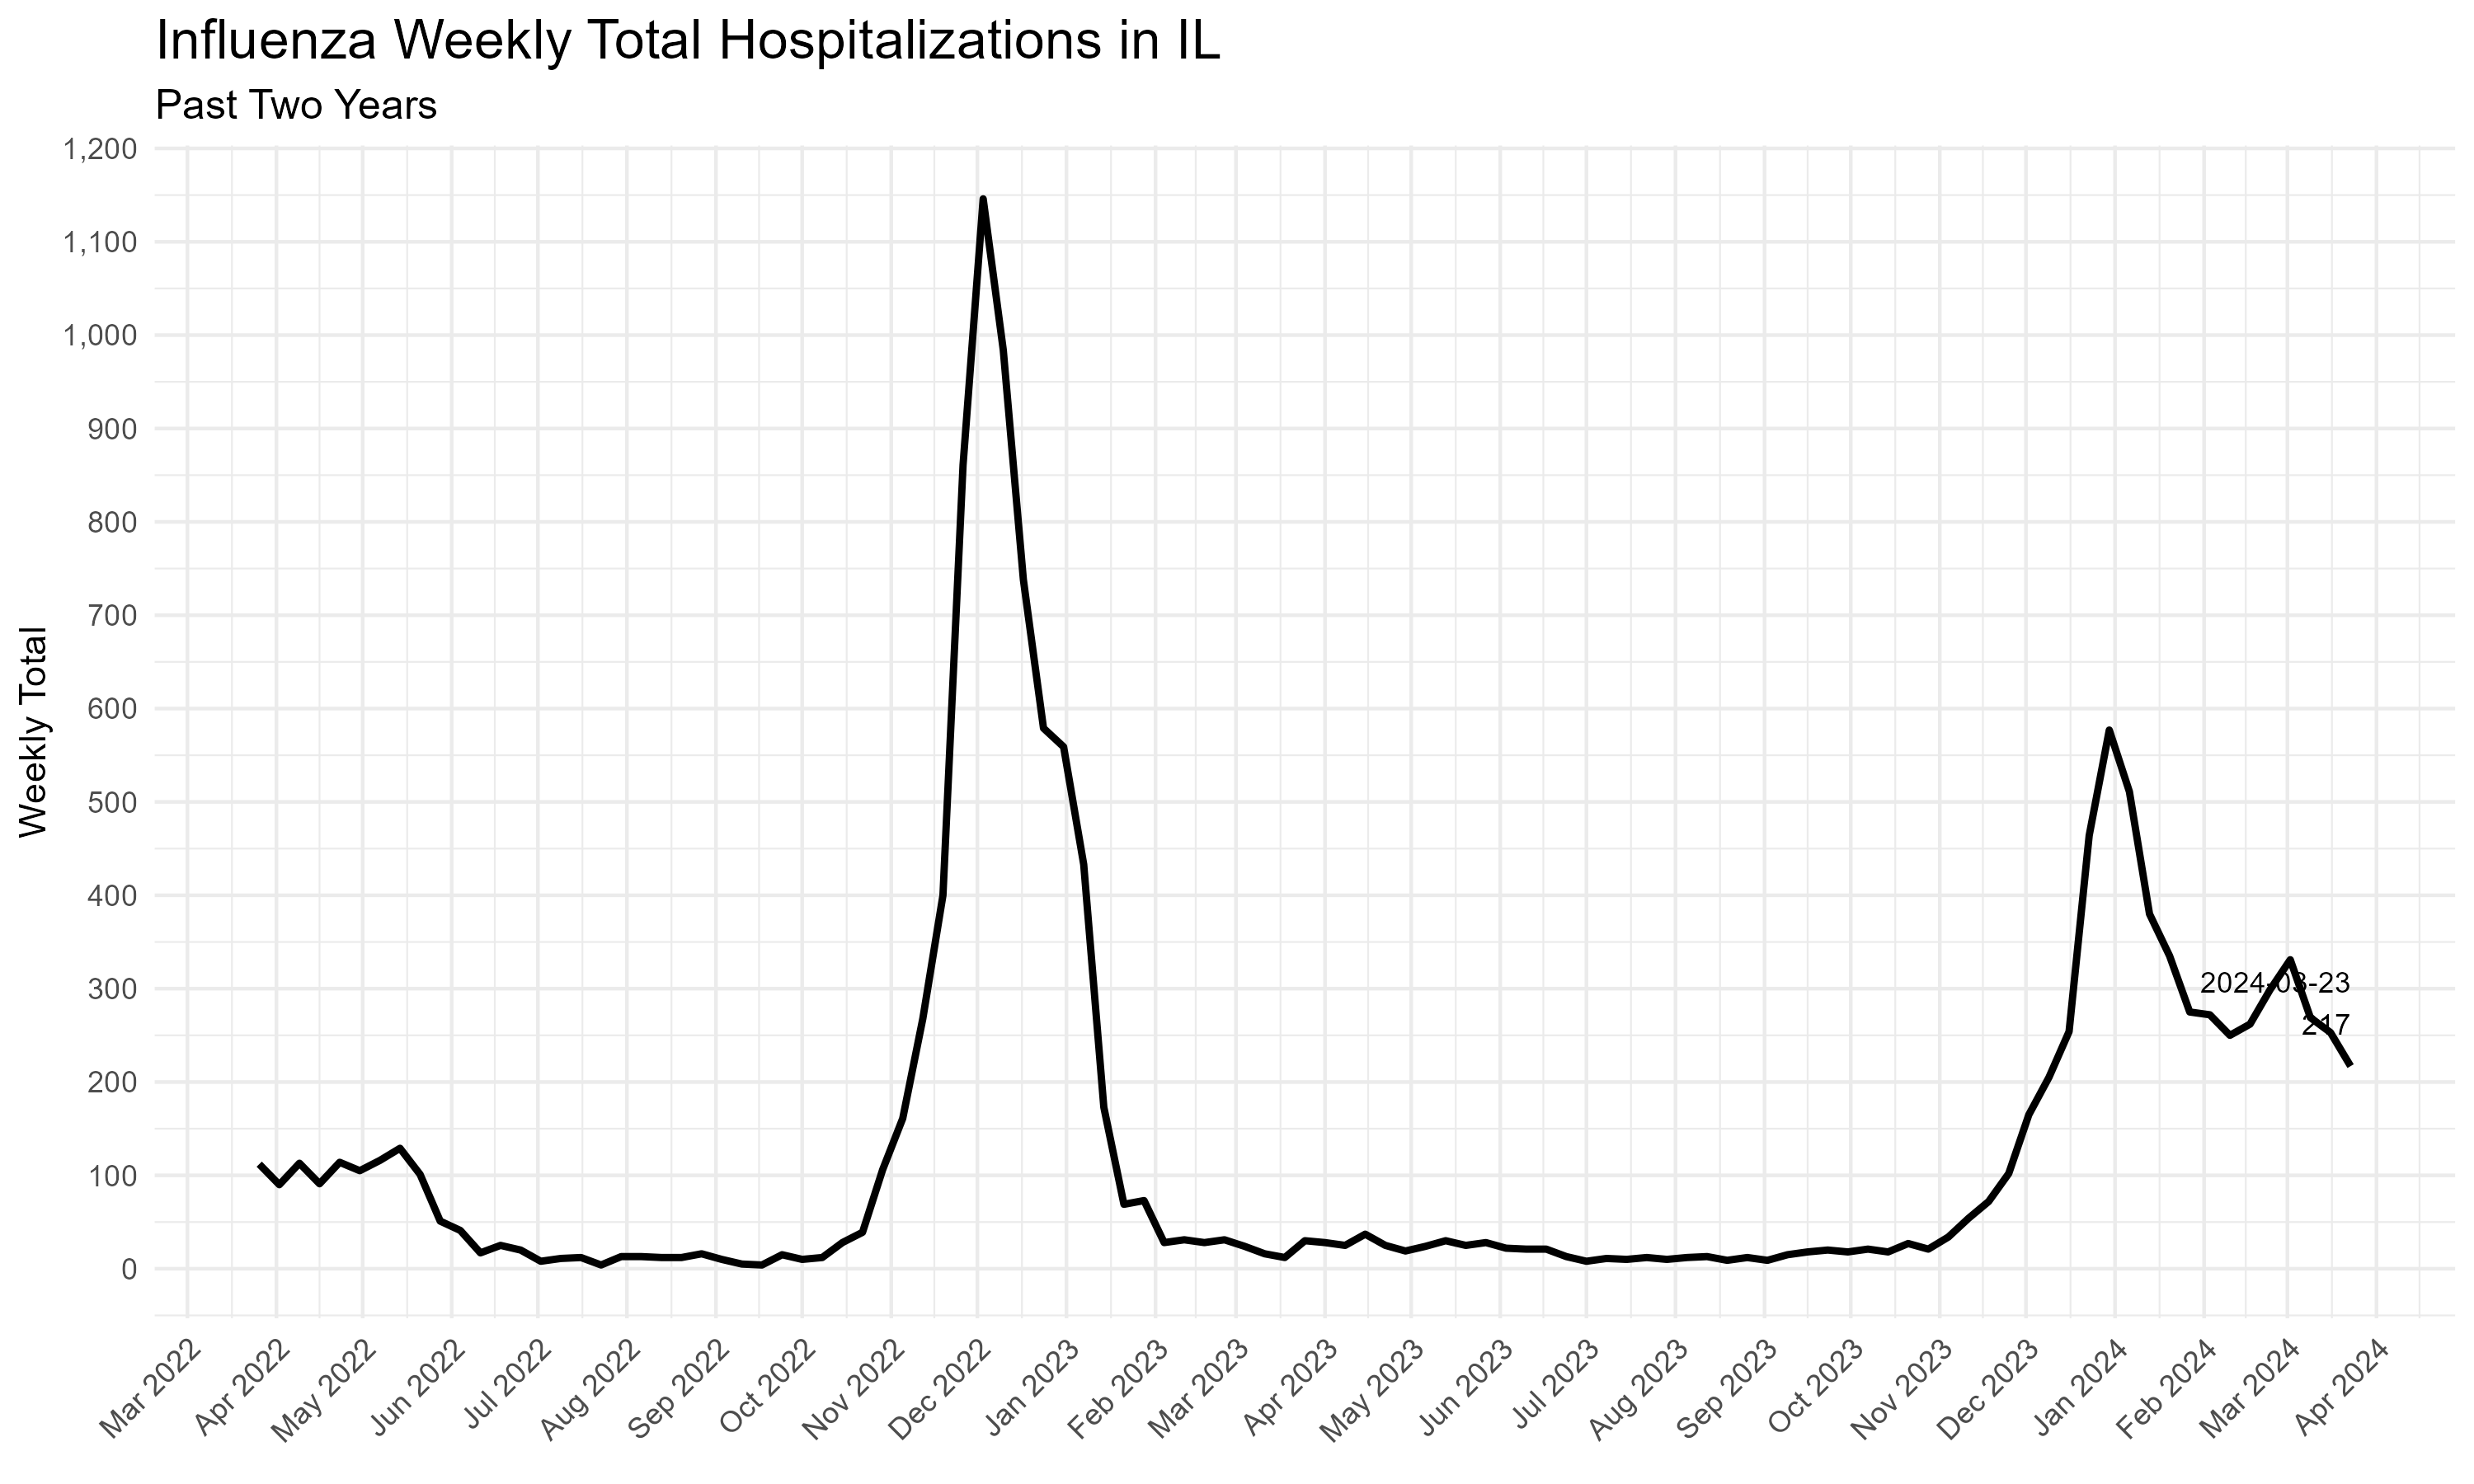 Influenza Weekly Total Hospitalizations in IL
Past Two Years
Weekly Total
1,200
1,100
1,000
900
800
700
600
500
400
300
200
100
0
2024-03-23
217
Mar 2022
Apr 2022
May 2022
Jun 2022
Jul 2022
Aug 2022
Sep 2022
Oct 2022
Nov 2022
Dec 2022
Jan 2023
Feb 2023
Mar 2023
Apr 2023
May 2023
Jun 2023
Jul 2023
Aug 2023
Sep 2023
Oct 2023
Nov 2023
Dec 2023
Jan 2024
Feb 2024
Mar 2024
Apr 2024